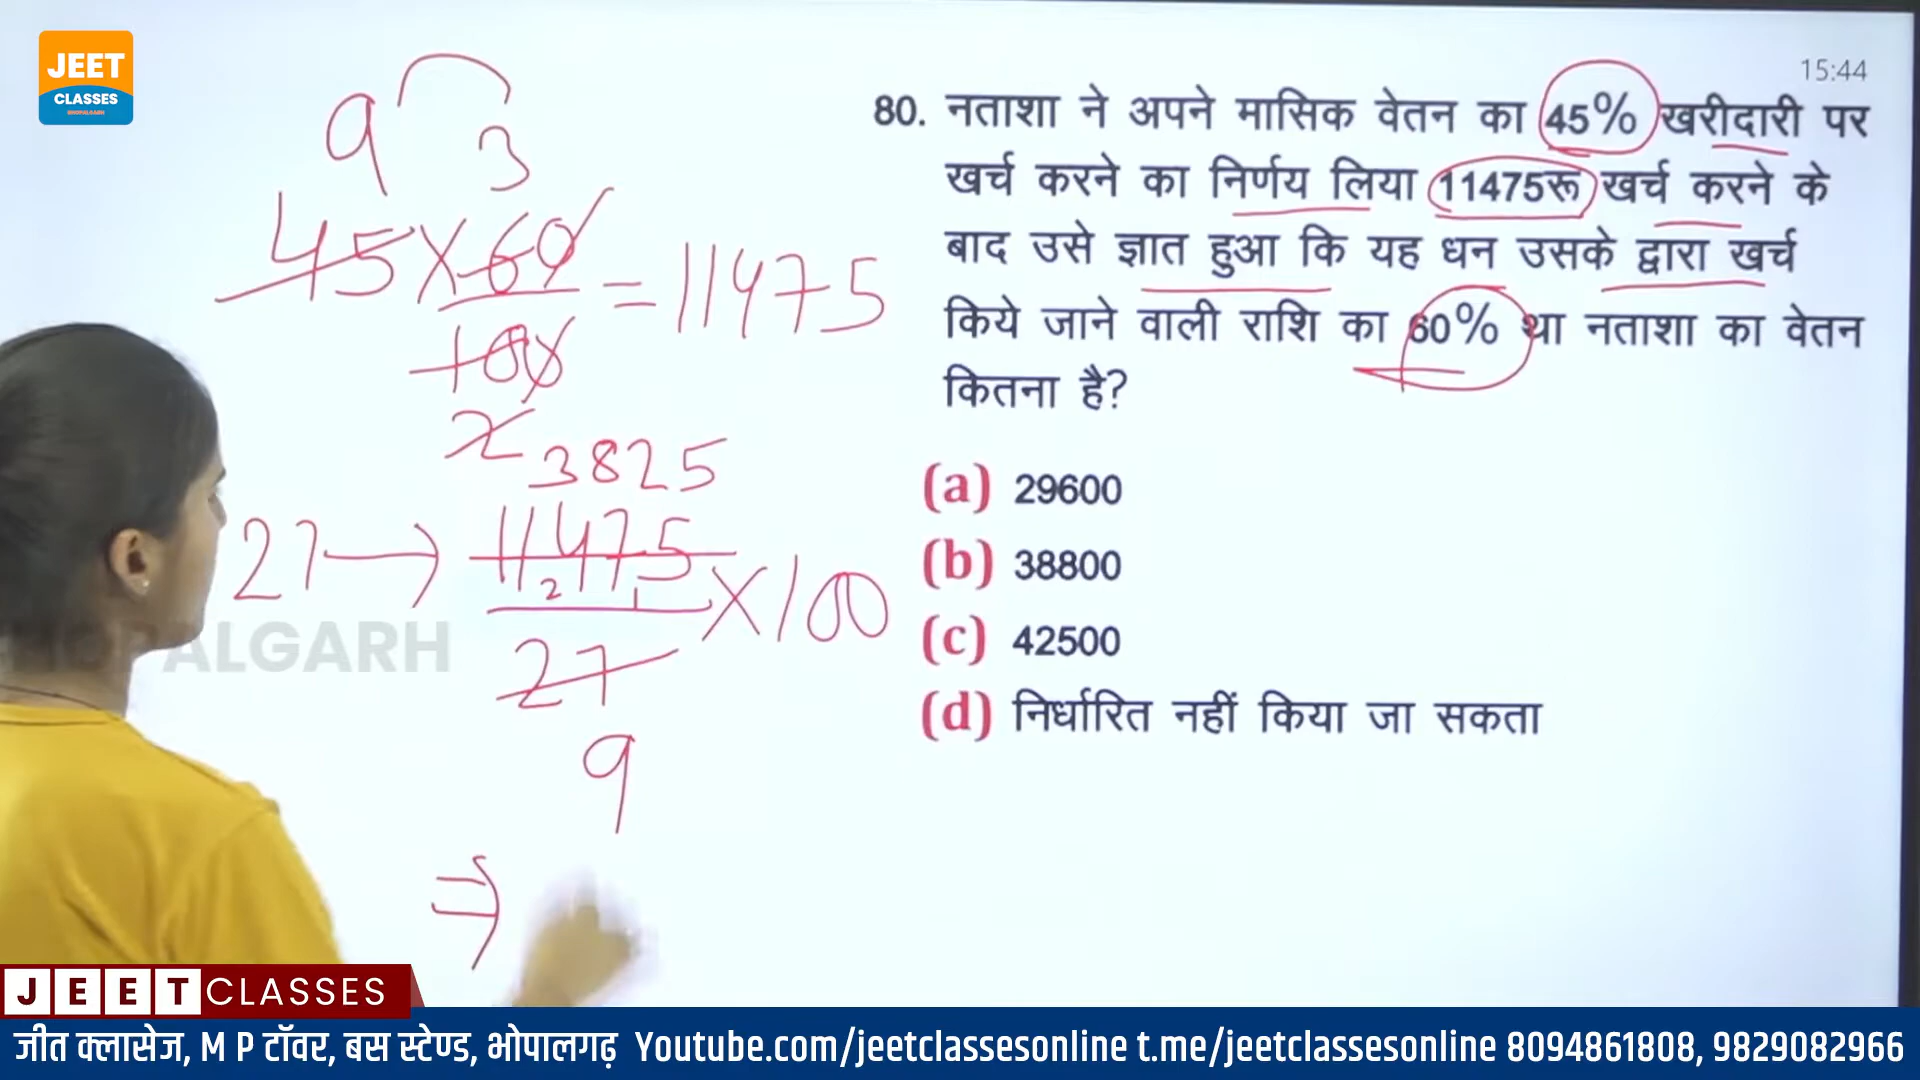 JEET
CLASSES
15:44
80. नताशा ने अपने मासिक वेतन का 45% खरीदारी पर
खर्च करने का निर्णय लिया 11475रू खर्च करने के
बाद उसे ज्ञात हुआ कि यह धन उसके द्वारा खर्च
किये जाने वाली राशि का 60% था नताशा का वेतन
कितना है?
(a) 29600
(b) 38800
(c) 42500
(d) निर्धारित नहीं किया जा सकता
9 3
45 × 60 = 11475
100
2
3825
27 → 11475 × 100
27
9
⇒
ALGARH
JEET CLASSES
जीत क्लासेज, M P टॉवर, बस स्टेण्ड, भोपालगढ़ Youtube.com/jeetclassesonline t.me/jeetclassesonline 8094861808, 9829082966